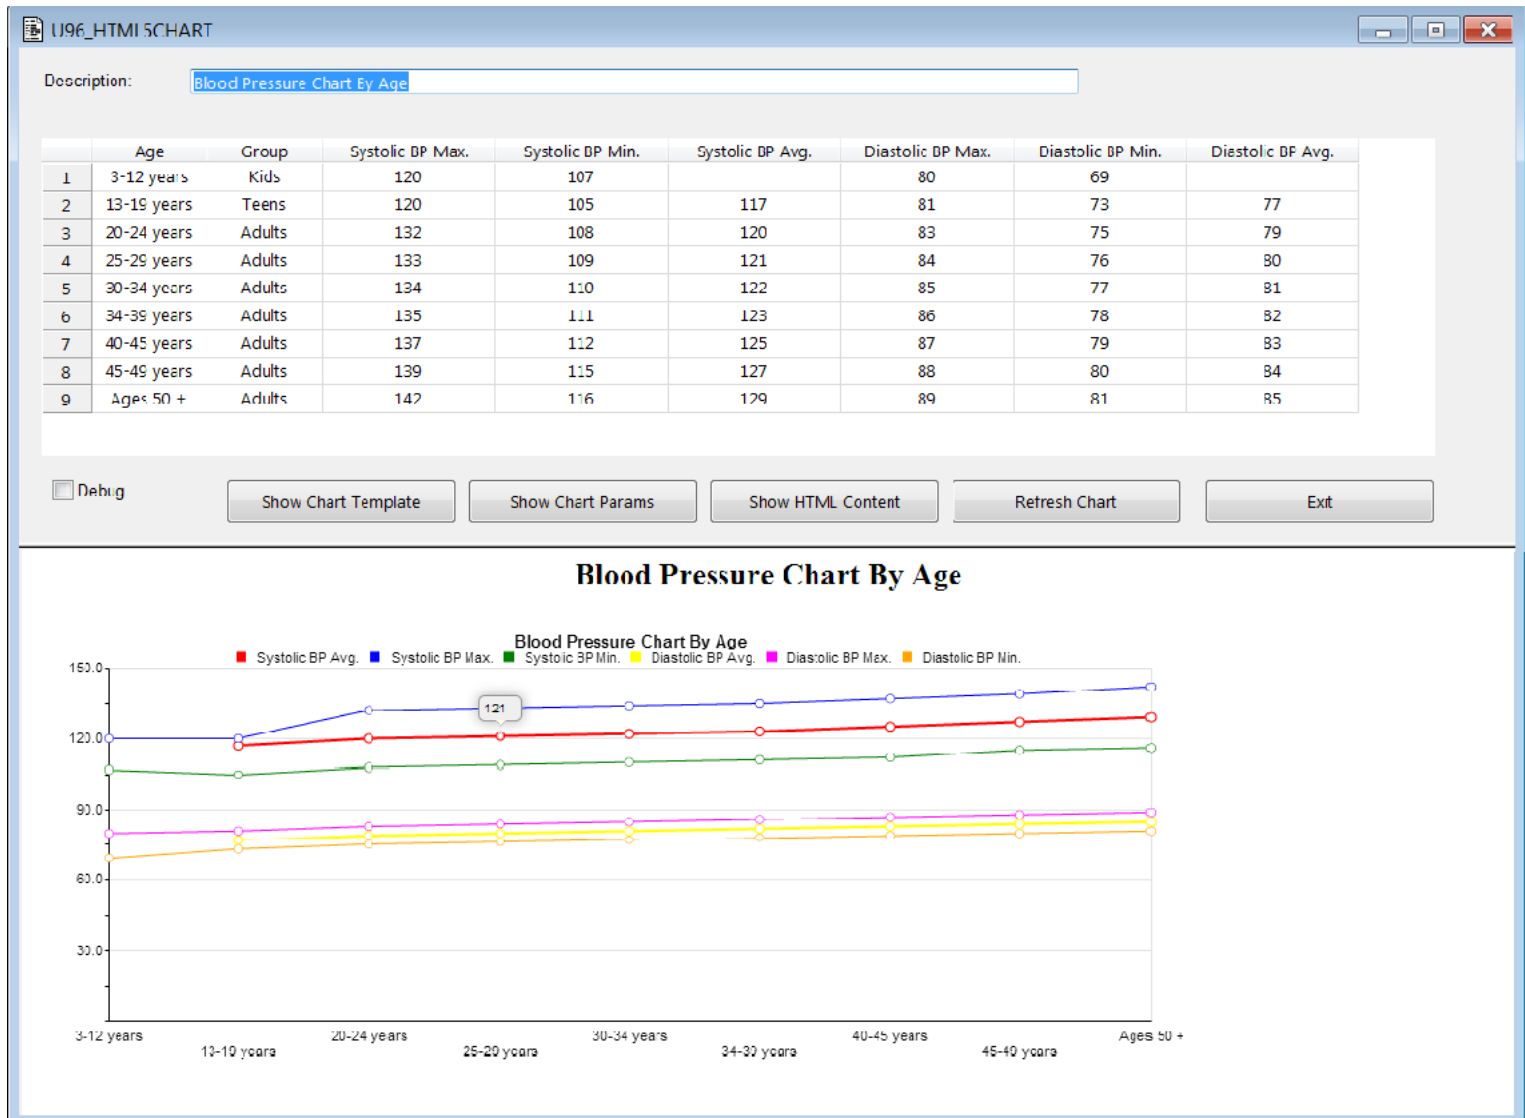 U96_HTML5CHART
Description: Blood Pressure Chart By Age
Age Group Systolic BP Max. Systolic BP Min. Systolic BP Avg. Diastolic BP Max. Diastolic BP Min. Diastolic BP Avg.
1 3-12 years Kids 120 107 80 69
2 13-19 years Teens 120 105 117 81 73 77
3 20-24 years Adults 132 108 120 83 75 79
4 25-29 years Adults 133 109 121 84 76 80
5 30-34 years Adults 134 110 122 85 77 81
6 34-39 years Adults 135 111 123 86 78 82
7 40-45 years Adults 137 112 125 87 79 83
8 45-49 years Adults 139 115 127 88 80 84
9 Ages 50 + Adults 142 116 129 89 81 85
Debug Show Chart Template Show Chart Params Show HTML Content Refresh Chart Exit
Blood Pressure Chart By Age
Blood Pressure Chart By Age
Systolic BP Avg. Systolic BP Max. Systolic BP Min. Diastolic BP Avg. Diastolic BP Max. Diastolic BP Min.
150.0
121
120.0
90.0
60.0
30.0
3-12 years 20-24 years 30-34 years 40-45 years Ages 50 +
13-19 years 25-29 years 34-39 years 45-49 years